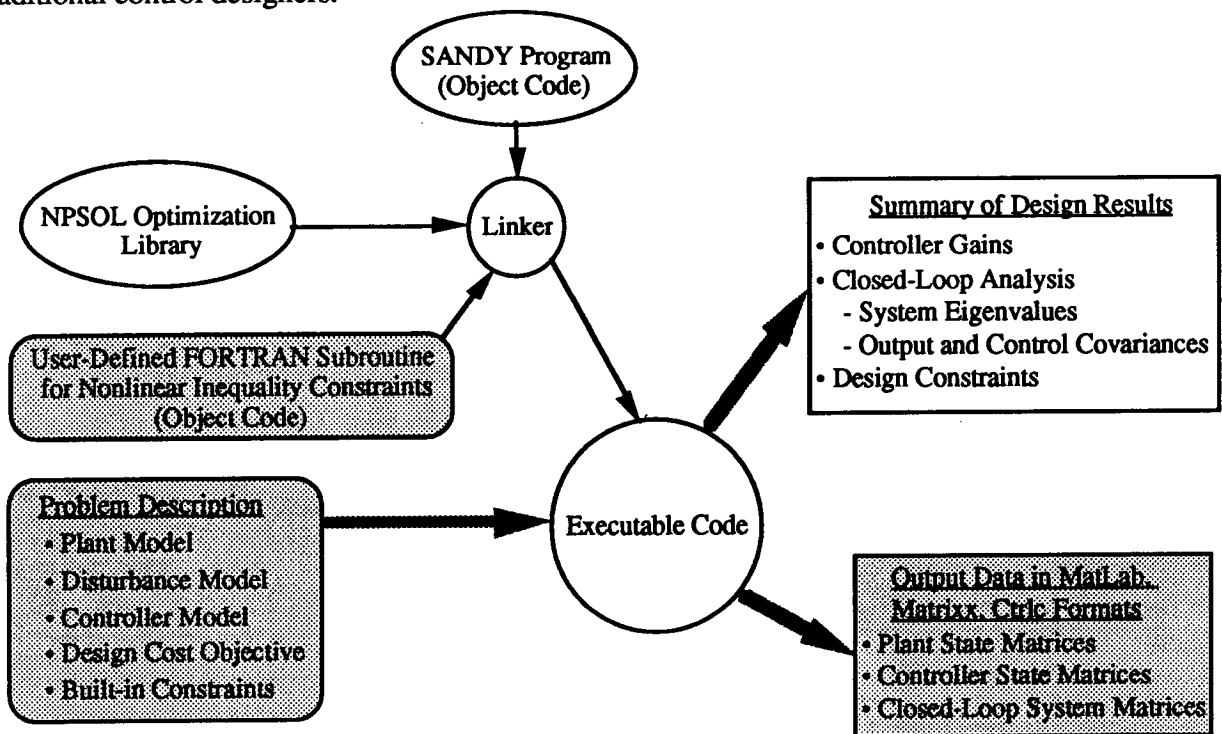 aditional control designers.
SANDY Program
(Object Code)
NPSOL Optimization
Library
Linker
User-Defined FORTRAN Subroutine
for Nonlinear Inequality Constraints
(Object Code)
Summary of Design Results
• Controller Gains
• Closed-Loop Analysis
- System Eigenvalues
- Output and Control Covariances
• Design Constraints
Problem Description
• Plant Model
• Disturbance Model
• Controller Model
• Design Cost Objective
• Built-in Constraints
Executable Code
Output Data in MatLab,
Matrixx, Ctrlc Formats
• Plant State Matrices
• Controller State Matrices
• Closed-Loop System Matrices